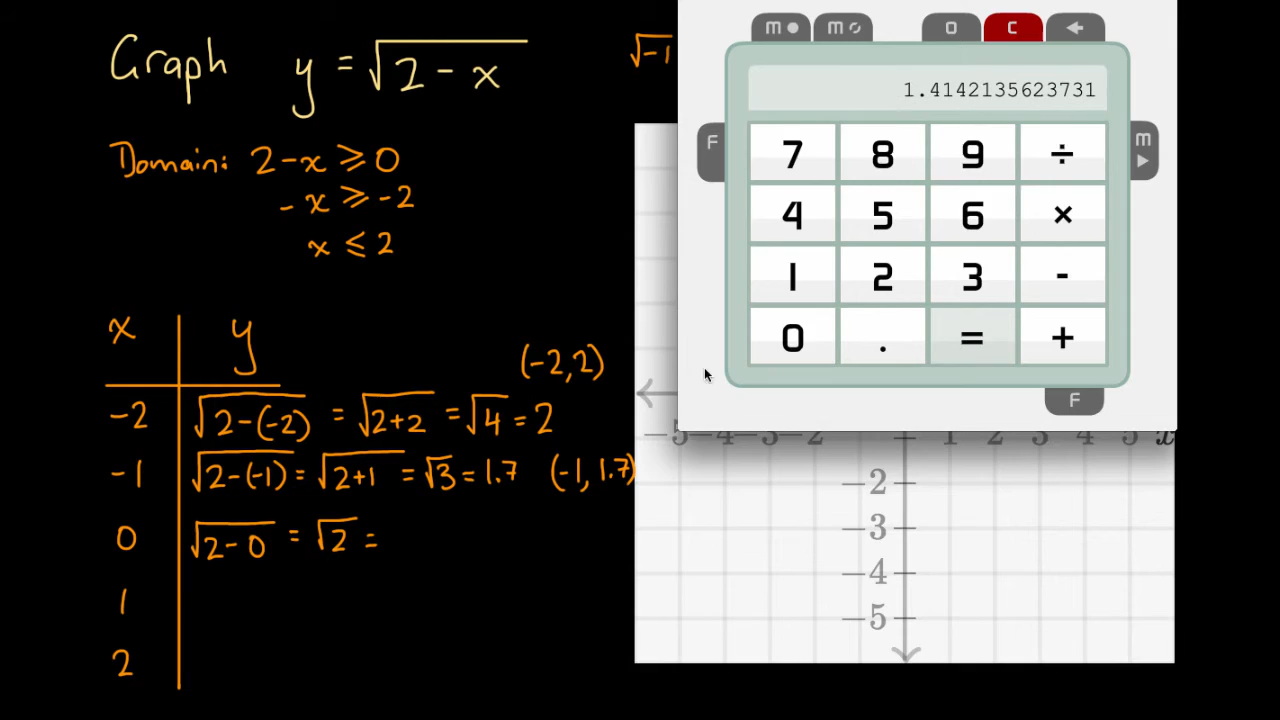 Graph y = √2 - x
√-1
Domain: 2 - x ⩾ 0
- x ⩾ -2
x ⩽ 2
x y
(-2,2)
-2 √2-(-2) = √2+2 = √4 = 2
-1 √2-(-1) = √2+1 = √3 = 1.7 (-1, 1.7)
0 √2-0 = √2 =
1
2
m● m 0 C ←
1.4142135623731
F 7 8 9 ÷ m▶
4 5 6 ×
1 2 3 -
0 . = +
F
-5 -4 -3 -2 1 2 3 4 5 x
-2
-3
-4
-5